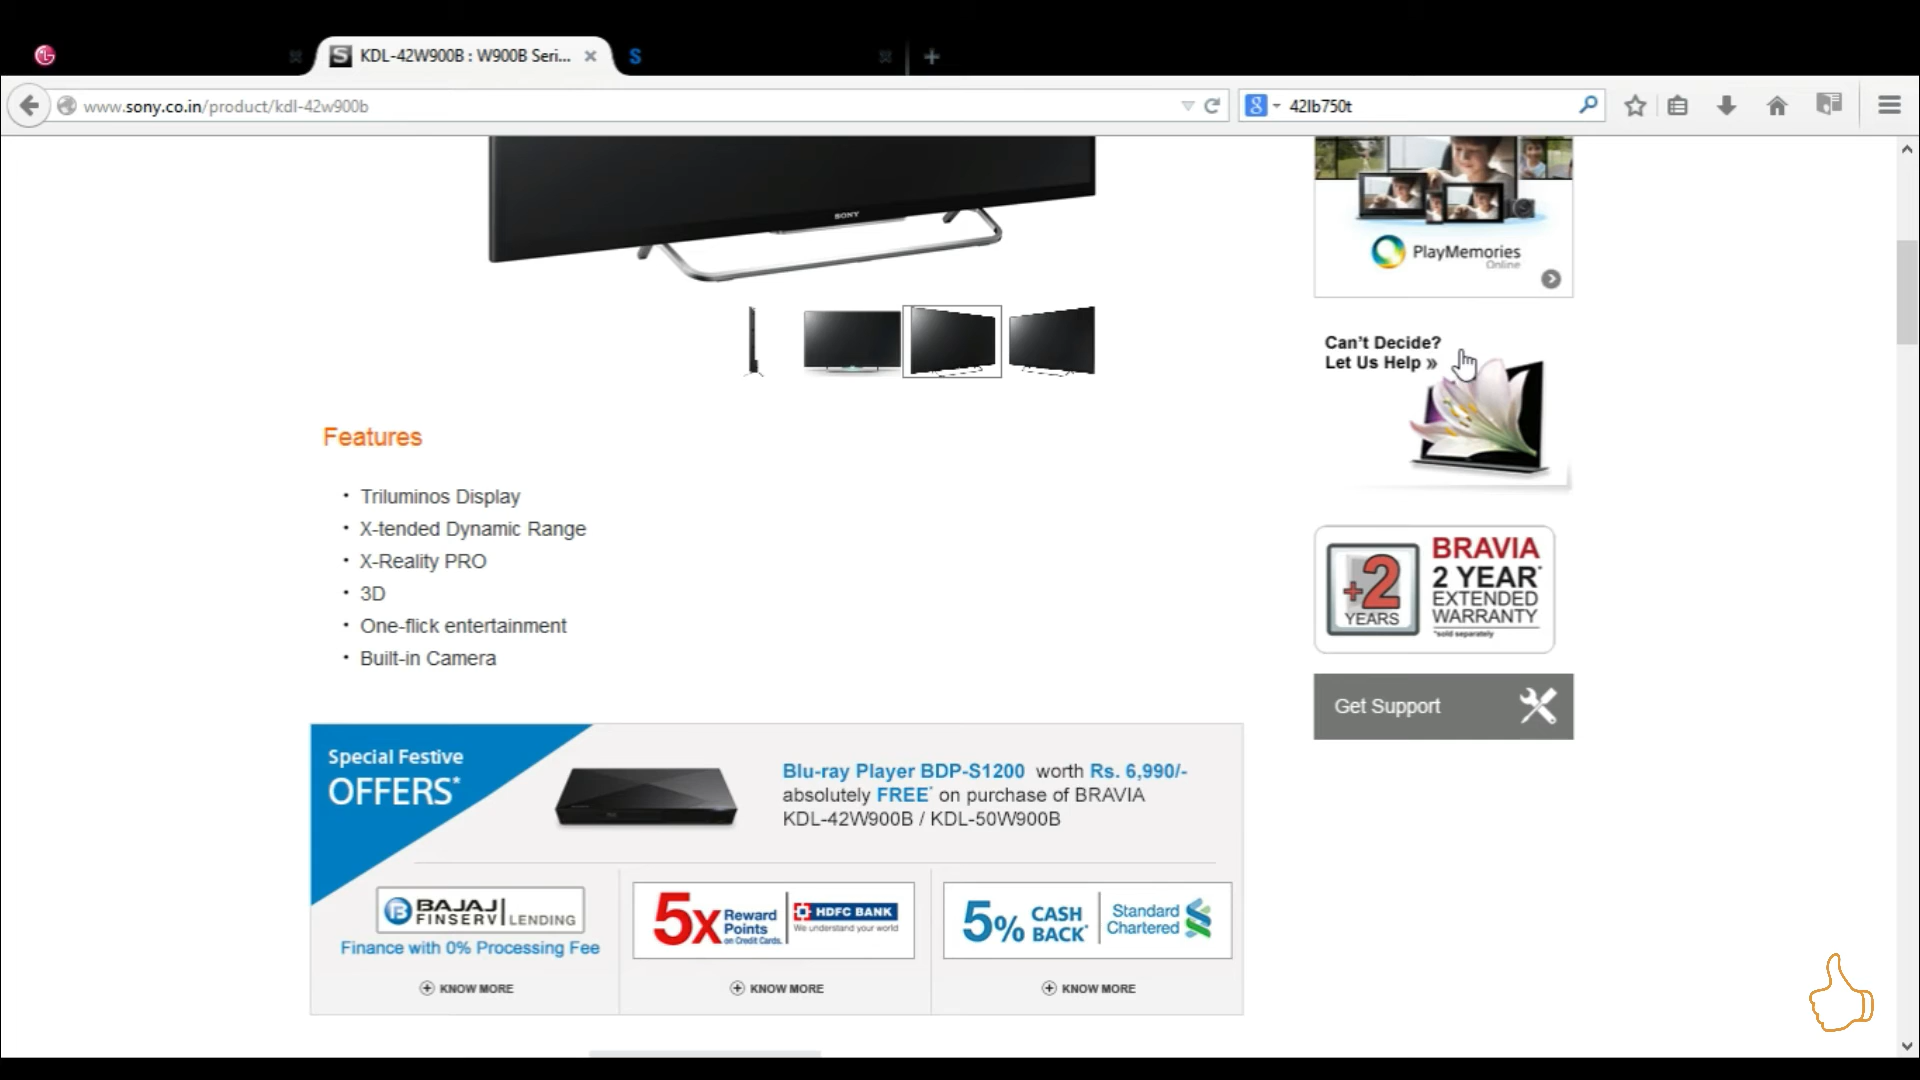 KDL-42W900B : W900B Seri...
www.sony.co.in/product/kdl-42w900b
42lb750t
SONY
PlayMemories
Online
Can't Decide?
Let Us Help »
Features
• Triluminos Display
• X-tended Dynamic Range
• X-Reality PRO
• 3D
• One-flick entertainment
• Built-in Camera
+2
YEARS
BRAVIA
2 YEAR*
EXTENDED
WARRANTY
*sold separately
Get Support
Special Festive
OFFERS*
Blu-ray Player BDP-S1200 worth Rs. 6,990/-
absolutely FREE* on purchase of BRAVIA
KDL-42W900B / KDL-50W900B
BAJAJ
FINSERV LENDING
Finance with 0% Processing Fee
KNOW MORE
5X Reward
Points
on Credit Cards.
HDFC BANK
We understand your world
KNOW MORE
5% CASH
BACK*
Standard
Chartered
KNOW MORE